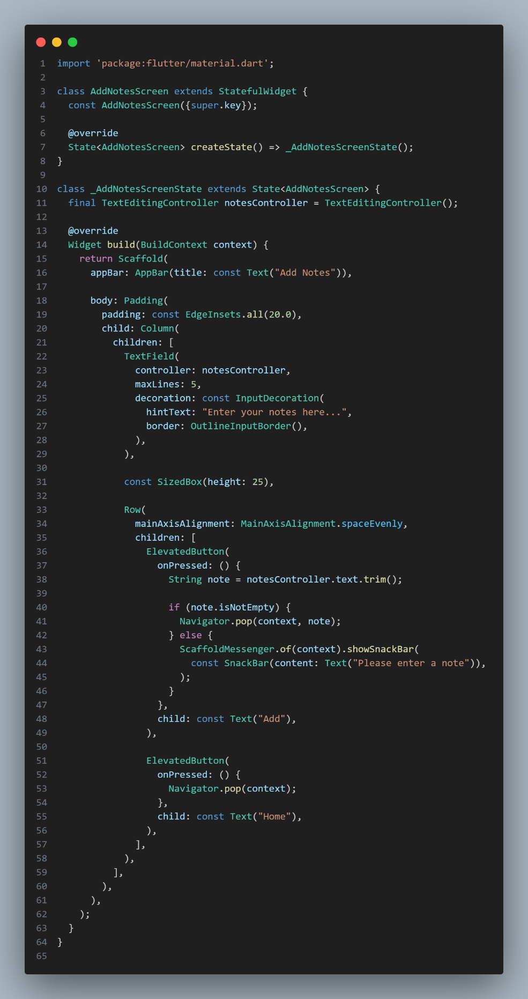 1 import 'package:flutter/material.dart';
2
3 class AddNotesScreen extends StatefulWidget {
4   const AddNotesScreen({super.key});
5
6   @override
7   State<AddNotesScreen> createState() => _AddNotesScreenState();
8 }
9
10 class _AddNotesScreenState extends State<AddNotesScreen> {
11   final TextEditingController notesController = TextEditingController();
12
13   @override
14   Widget build(BuildContext context) {
15     return Scaffold(
16       appBar: AppBar(title: const Text("Add Notes")),
17
18       body: Padding(
19         padding: const EdgeInsets.all(20.0),
20         child: Column(
21           children: [
22             TextField(
23               controller: notesController,
24               maxLines: 5,
25               decoration: const InputDecoration(
26                 hintText: "Enter your notes here...",
27                 border: OutlineInputBorder(),
28               ),
29             ),
30
31             const SizedBox(height: 25),
32
33             Row(
34               mainAxisAlignment: MainAxisAlignment.spaceEvenly,
35               children: [
36                 ElevatedButton(
37                   onPressed: () {
38                     String note = notesController.text.trim();
39
40                     if (note.isNotEmpty) {
41                       Navigator.pop(context, note);
42                     } else {
43                       ScaffoldMessenger.of(context).showSnackBar(
44                         const SnackBar(content: Text("Please enter a note")),
45                       );
46                     }
47                   },
48                   child: const Text("Add"),
49                 ),
50
51                 ElevatedButton(
52                   onPressed: () {
53                     Navigator.pop(context);
54                   },
55                   child: const Text("Home"),
56                 ),
57               ],
58             ),
59           ],
60         ),
61       ),
62     );
63   }
64 }
65